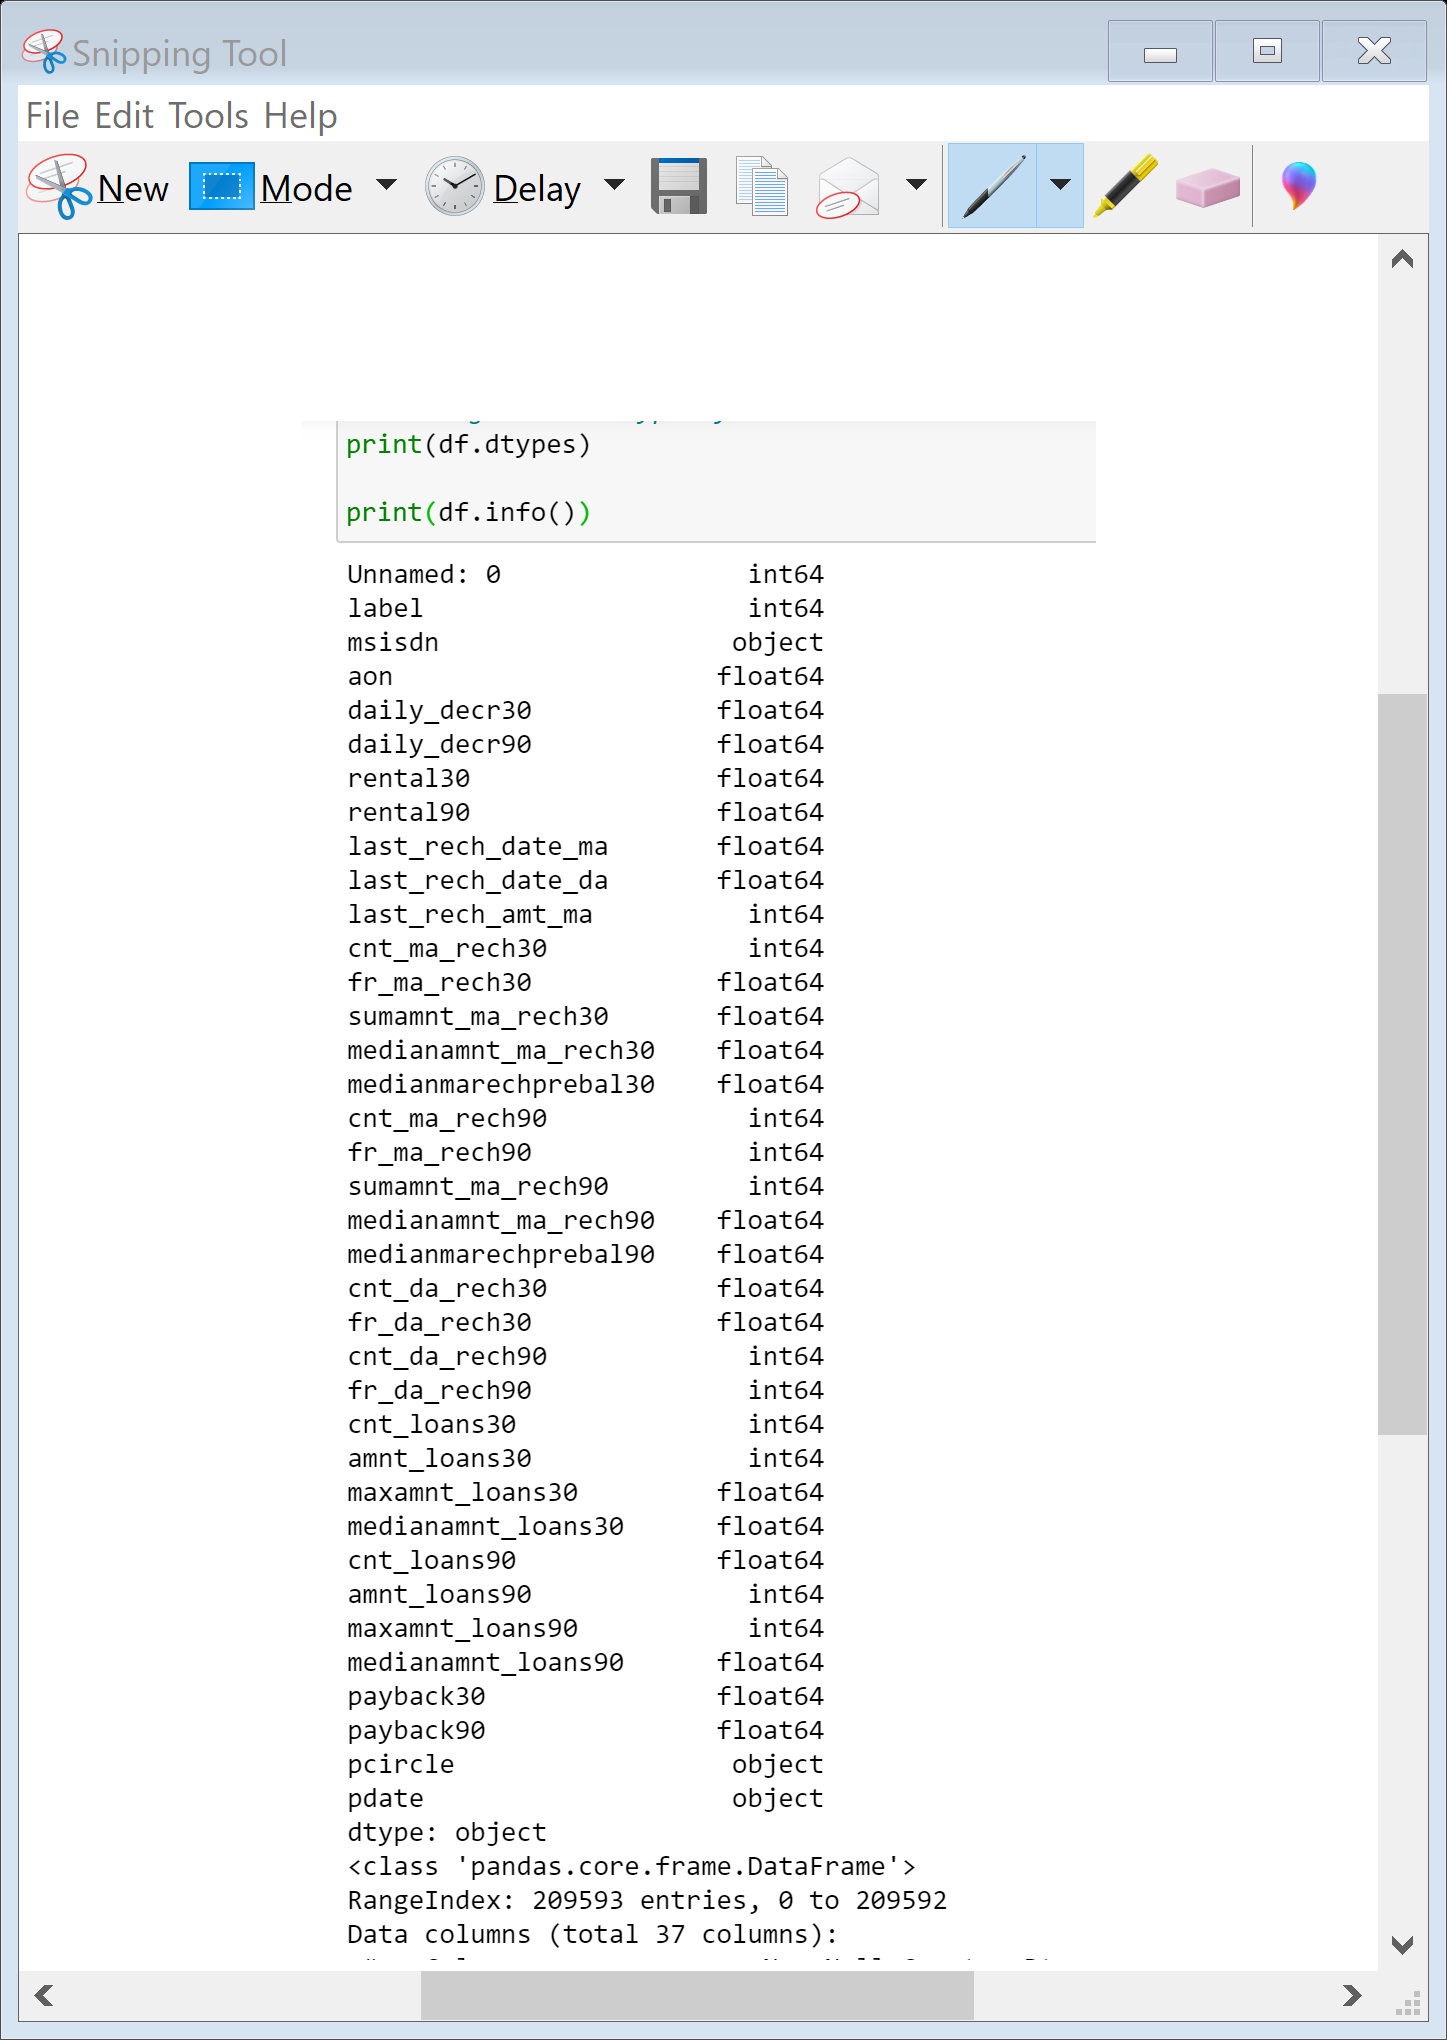 Snipping Tool
File Edit Tools Help
New Mode Delay
print(df.dtypes)
print(df.info())
Unnamed: 0 int64
label int64
msisdn object
aon float64
daily_decr30 float64
daily_decr90 float64
rental30 float64
rental90 float64
last_rech_date_ma float64
last_rech_date_da float64
last_rech_amt_ma int64
cnt_ma_rech30 int64
fr_ma_rech30 float64
sumamnt_ma_rech30 float64
medianamnt_ma_rech30 float64
medianmarechprebal30 float64
cnt_ma_rech90 int64
fr_ma_rech90 int64
sumamnt_ma_rech90 int64
medianamnt_ma_rech90 float64
medianmarechprebal90 float64
cnt_da_rech30 float64
fr_da_rech30 float64
cnt_da_rech90 int64
fr_da_rech90 int64
cnt_loans30 int64
amnt_loans30 int64
maxamnt_loans30 float64
medianamnt_loans30 float64
cnt_loans90 float64
amnt_loans90 int64
maxamnt_loans90 int64
medianamnt_loans90 float64
payback30 float64
payback90 float64
pcircle object
pdate object
dtype: object
<class 'pandas.core.frame.DataFrame'>
RangeIndex: 209593 entries, 0 to 209592
Data columns (total 37 columns):